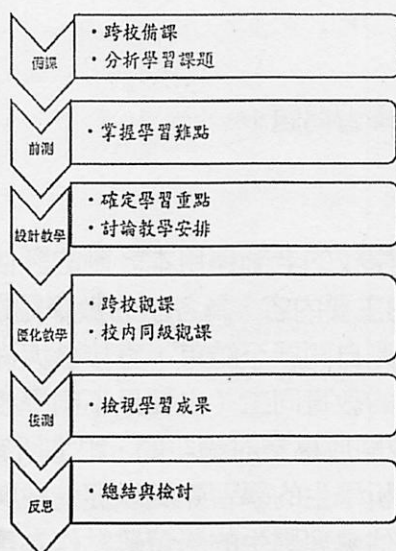 備課
・跨校備課
・分析學習課題
前測
・掌握學習難點
設計教學
・確定學習重點
・討論教學安排
優化教學
・跨校觀課
・校內同級觀課
後測
・檢視學習成果
反思
・總結與檢討